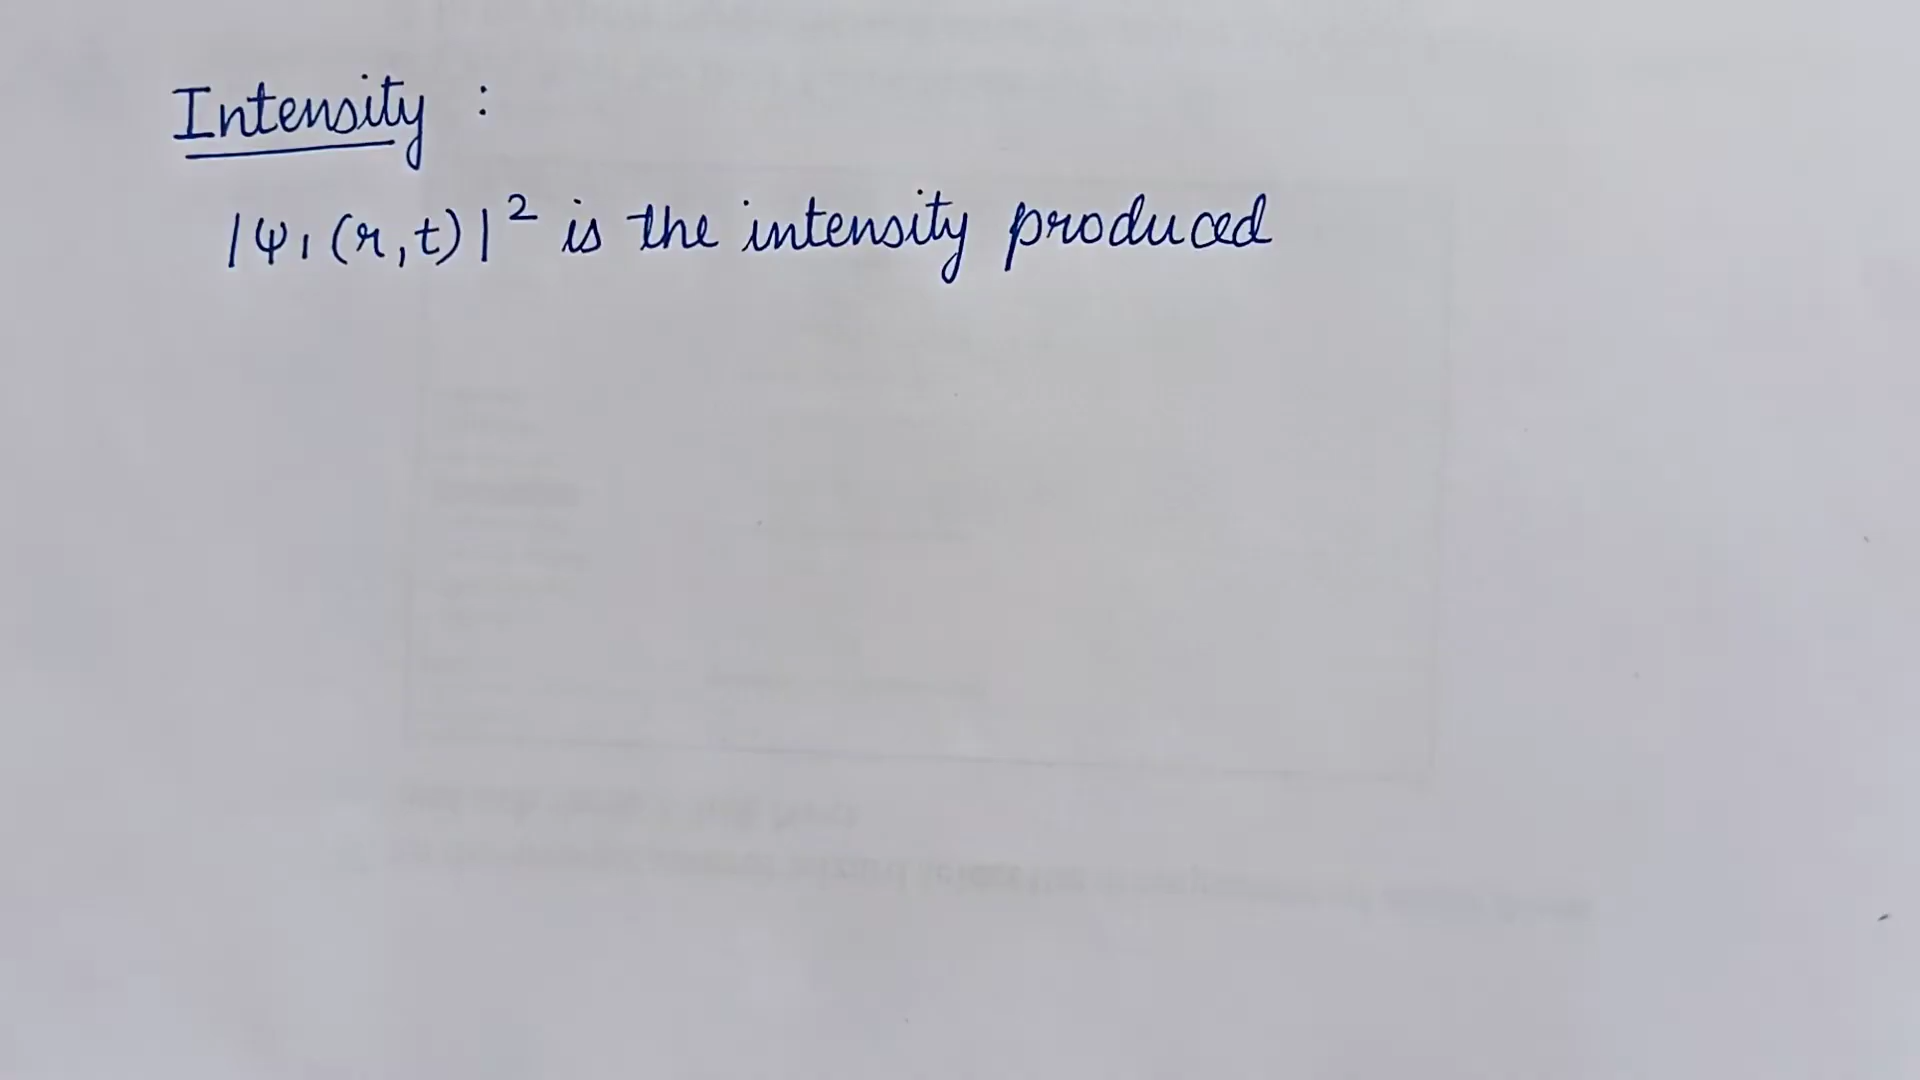 Intensity :
|ψ₁(r,t)|² is the intensity produced